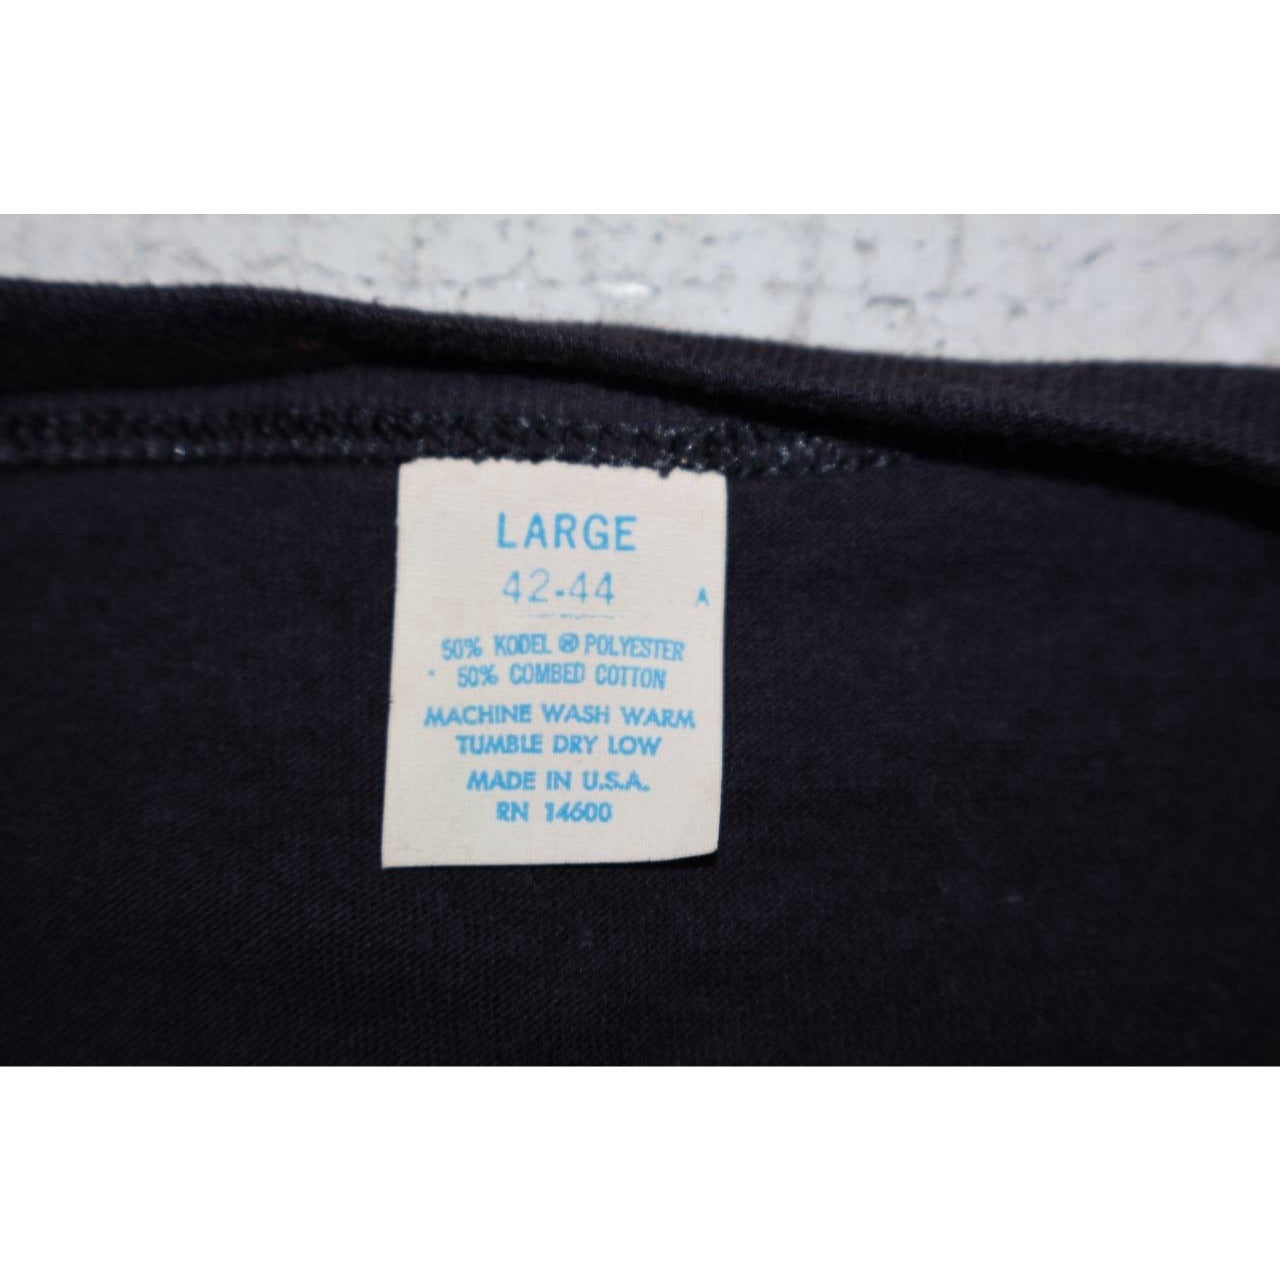 LARGE
42-44 A
50% KODEL ® POLYESTER
50% COMBED COTTON
MACHINE WASH WARM
TUMBLE DRY LOW
MADE IN U.S.A.
RN 14600